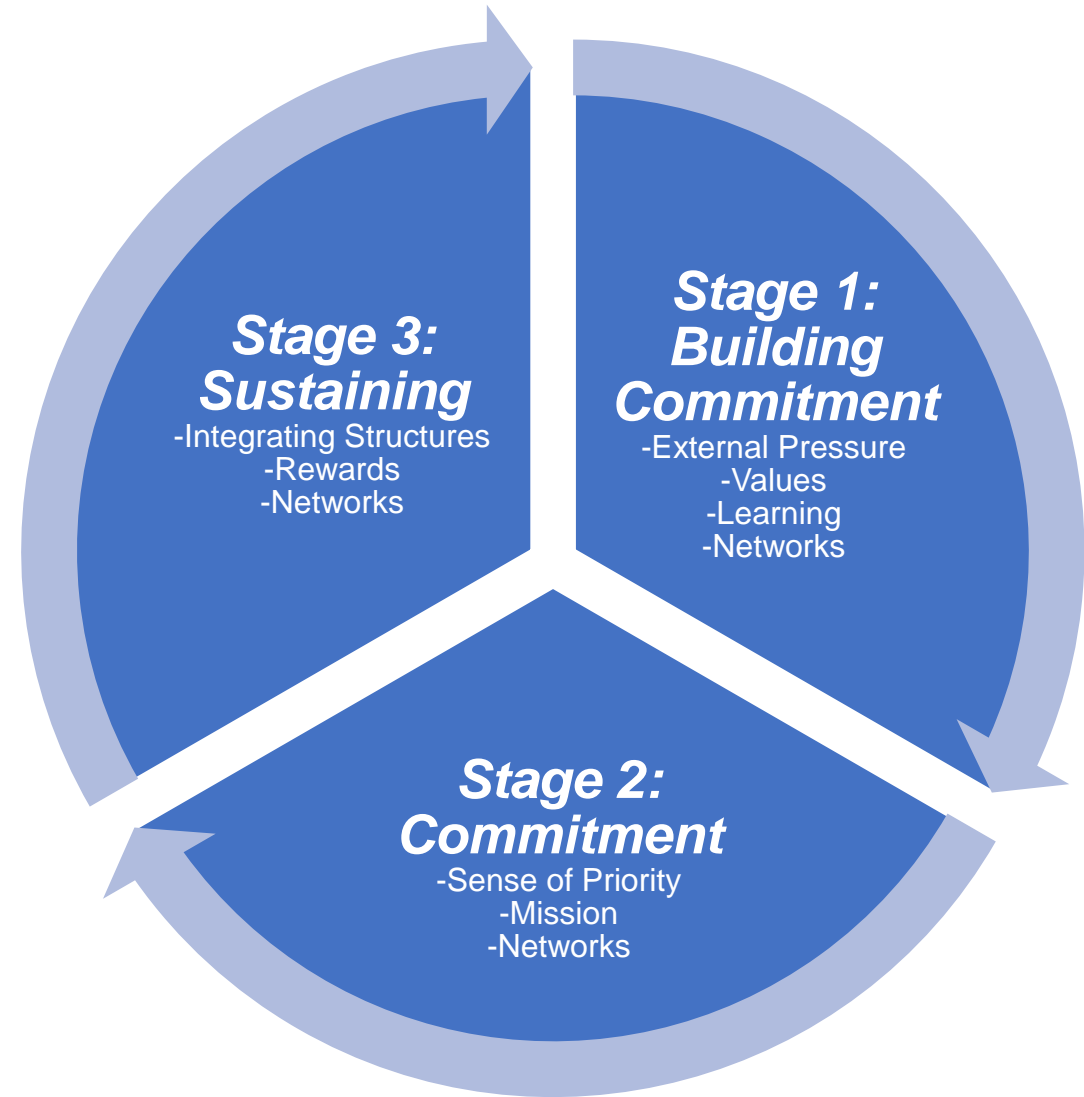 Stage 1:
Building
Commitment
-External Pressure
-Values
-Learning
-Networks
Stage 2:
Commitment
-Sense of Priority
-Mission
-Networks
Stage 3:
Sustaining
-Integrating Structures
-Rewards
-Networks